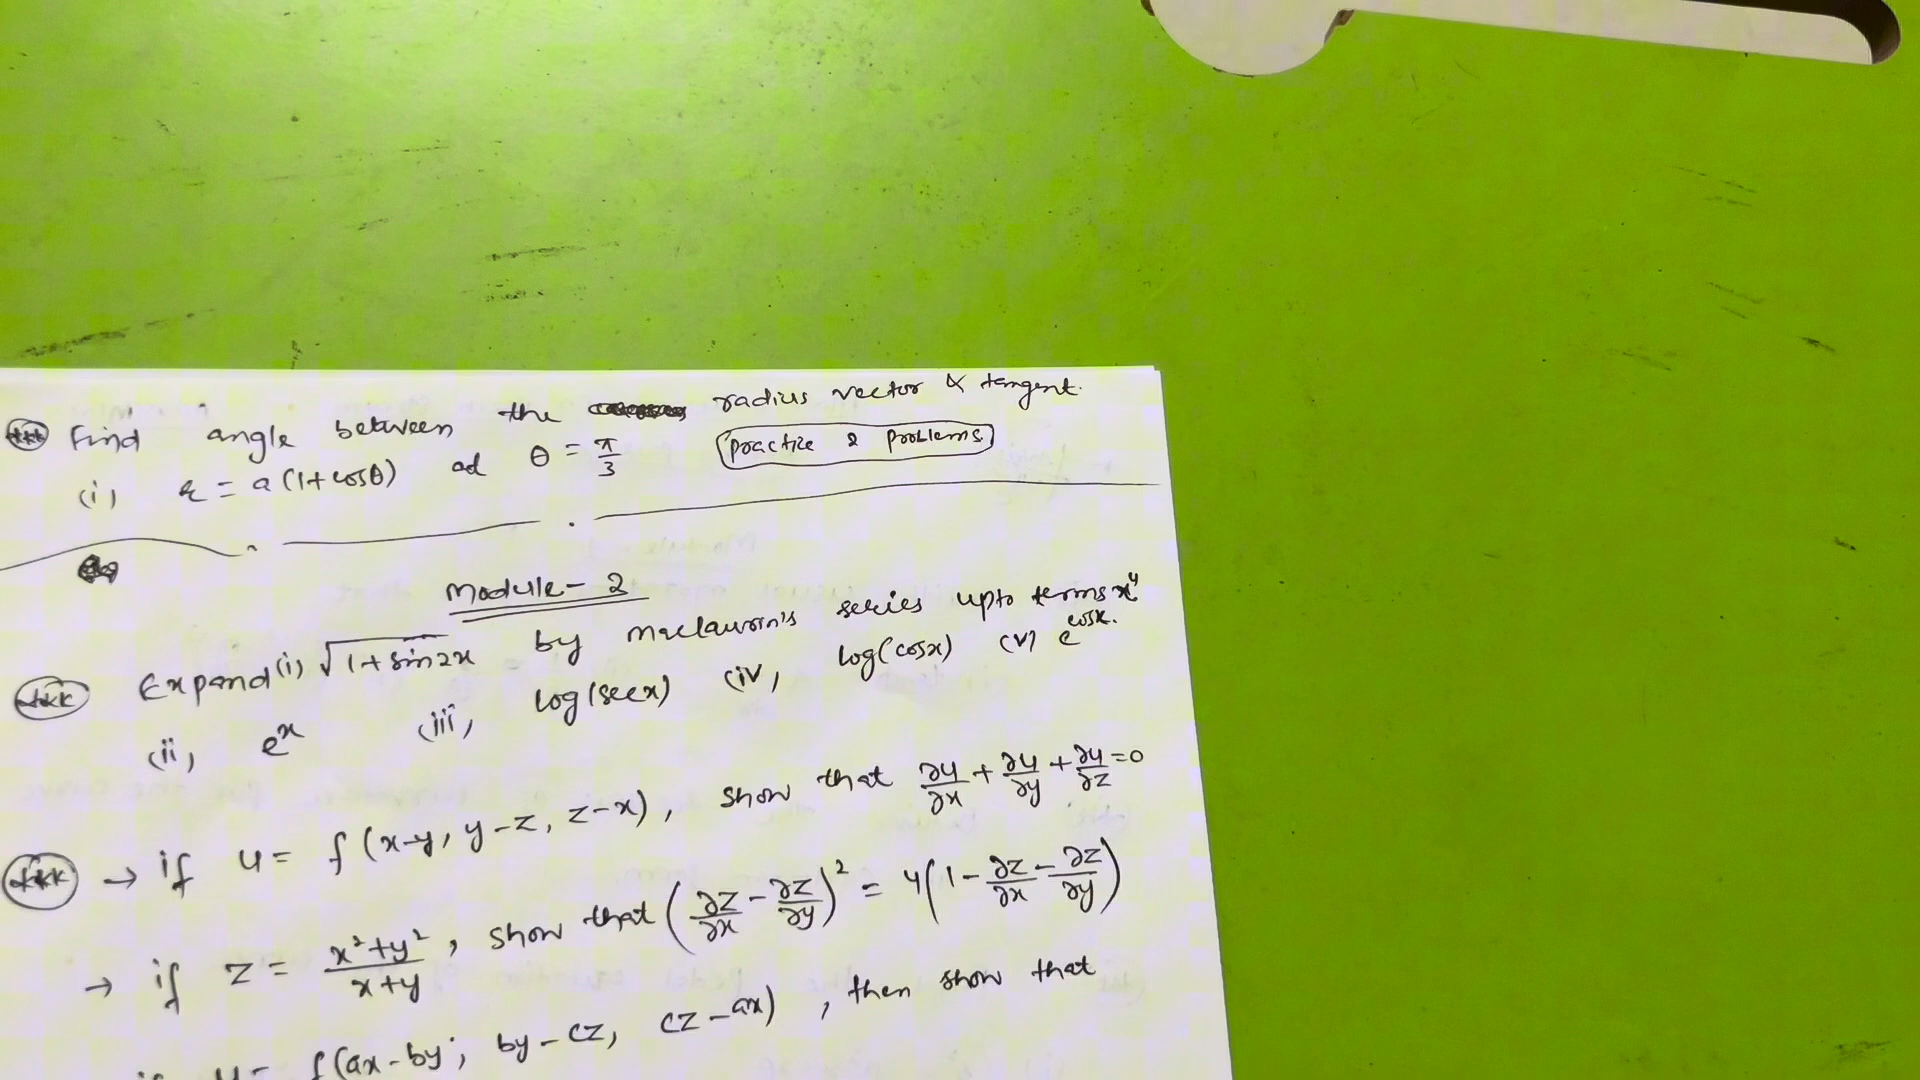 *** Find angle between the radius vector & tangent.
(i) r = a(1+cosθ) at θ = π/3 (practice 2 problems)
Module-2
*** Expand (i) √1+sin2x by maclaurin's series upto terms x⁴
(ii) eˣ (iii) log(secx) (iv) log(cosx) (v) e^cosx.
*** → if u = f(x-y, y-z, z-x), show that ∂u/∂x + ∂u/∂y + ∂u/∂z = 0
→ if z = x²+y²/x+y, show that (∂z/∂x - ∂z/∂y)² = 4(1 - ∂z/∂x - ∂z/∂y)
if u = f(ax-by, by-cz, cz-ax), then show that